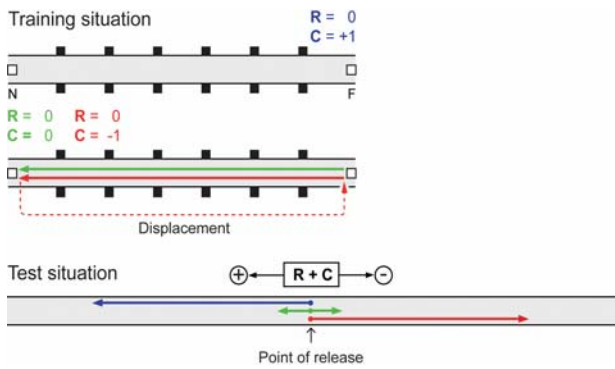 Training situation
R = 0
C = +1
N
F
R = 0 R = 0
C = 0 C = -1
Displacement
Test situation
+ R + C -
Point of release